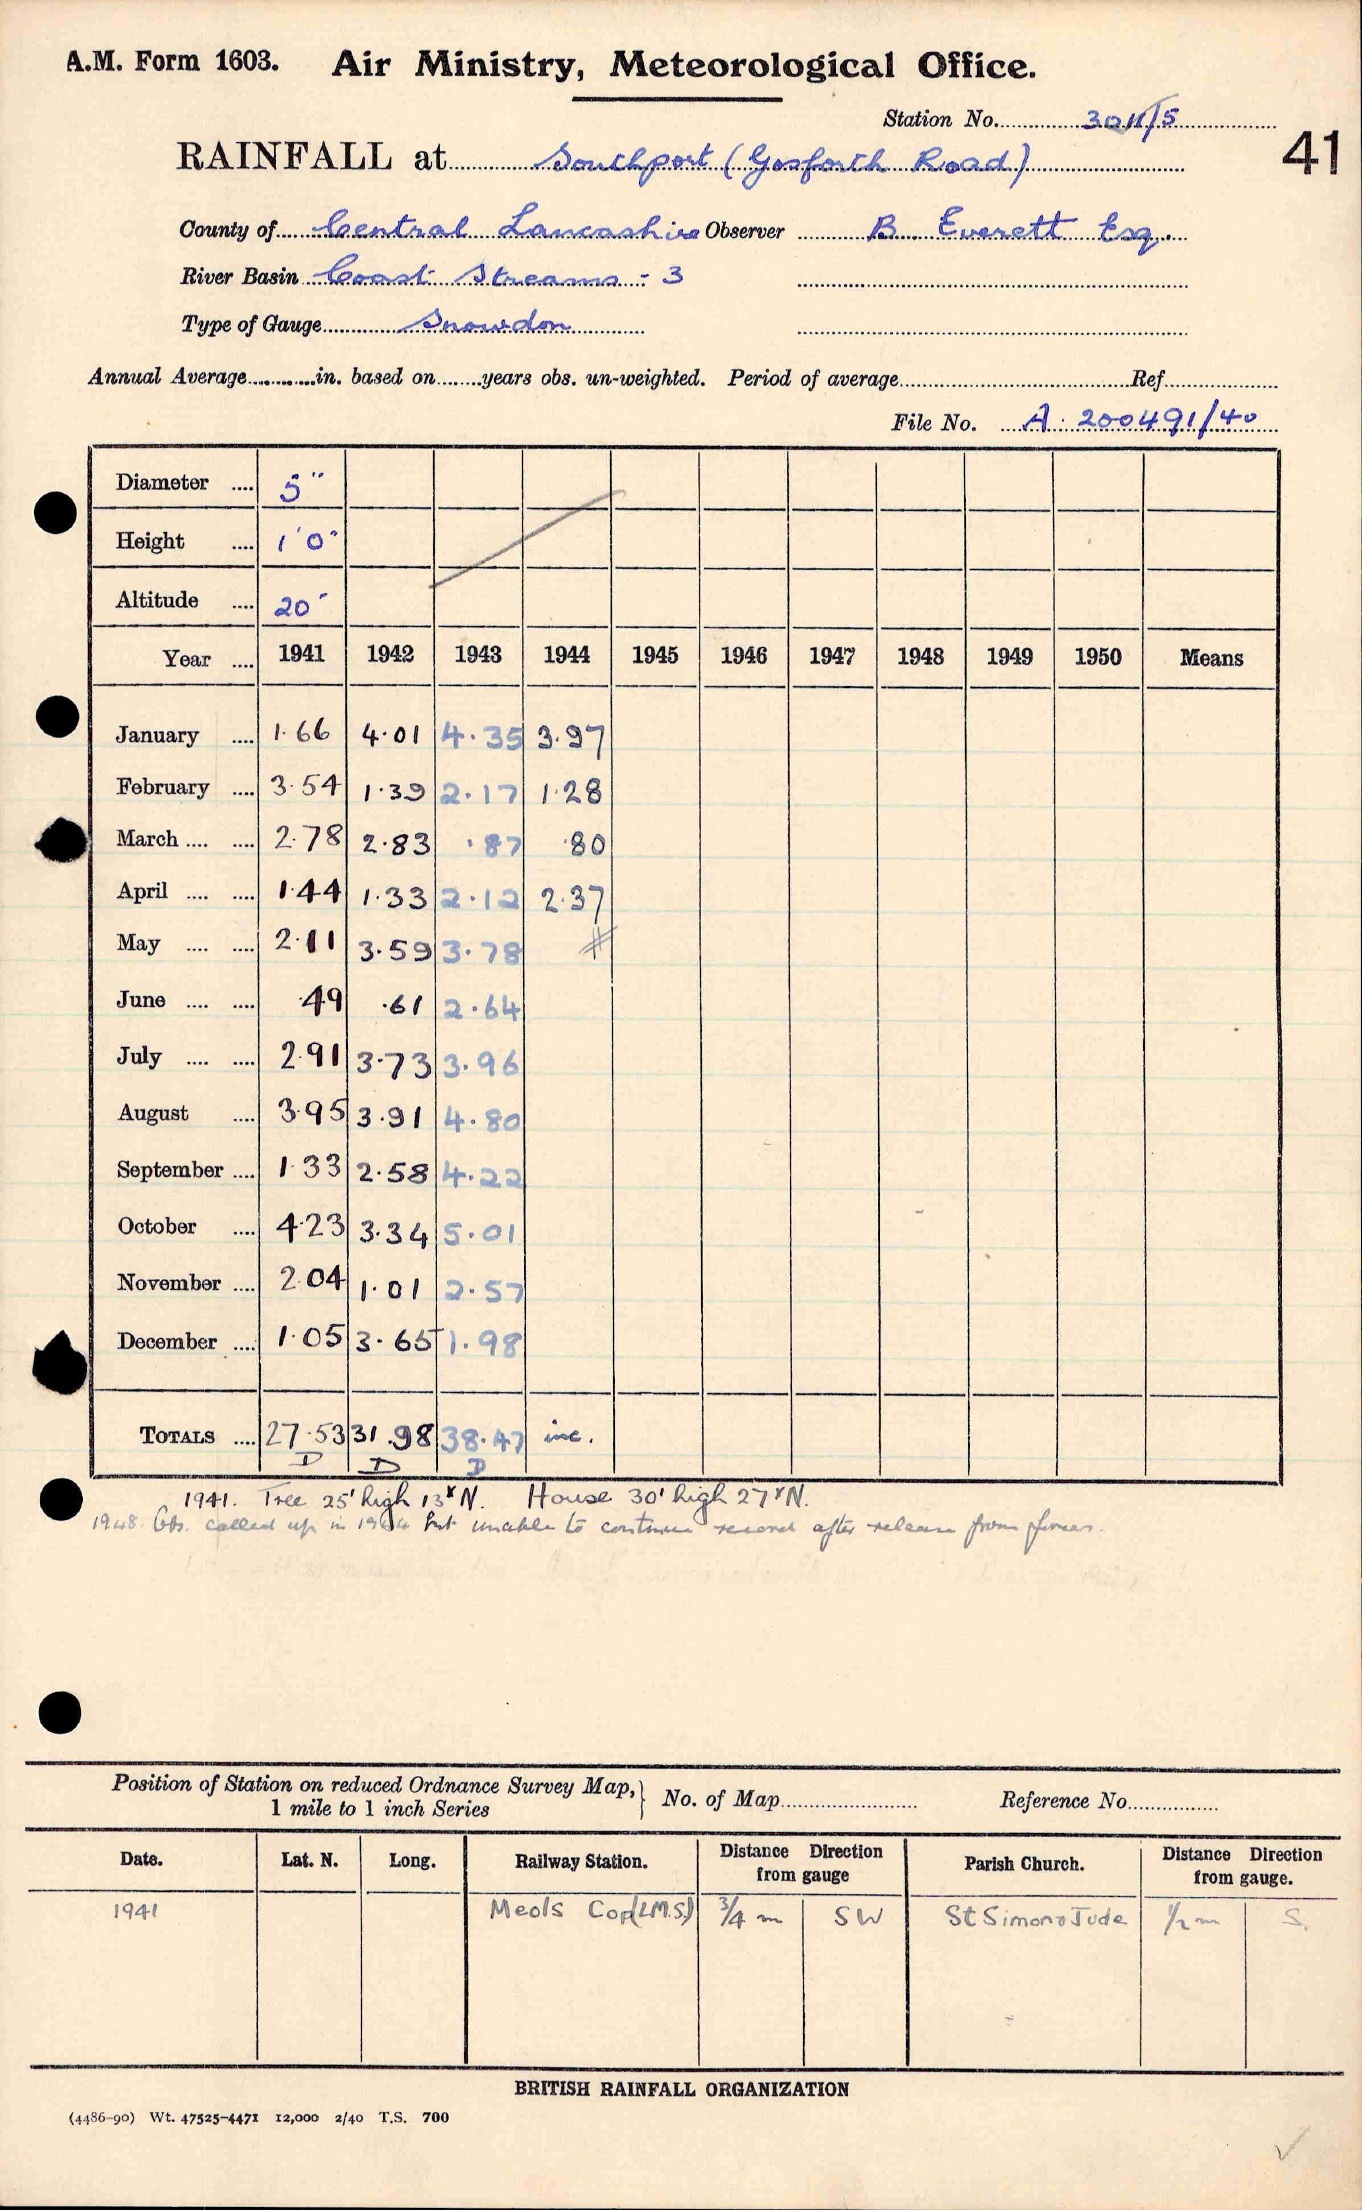 A.M. Form 1603. Air Ministry, Meteorological Office.
Station No. 3011/5
41
RAINFALL at Southport (Gosforth Road)
County of Central Lancashire Observer B. Everett Esq.
River Basin Coast Streams - 3
Type of Gauge Snowdon
Annual Average............in. based on........years obs. un-weighted. Period of average........Ref........
File No. A. 200491/40
Diameter .... 5"
Height .... 1'0"
Altitude .... 20'
Year .... 1941 1942 1943 1944 1945 1946 1947 1948 1949 1950 Means
January .... 1.66 4.01 4.35 3.97
February .... 3.54 1.39 2.17 1.28
March .... .... 2.78 2.83 .87 .80
April .... .... 1.44 1.33 2.12 2.37
May .... .... 2.11 3.59 3.78 #
June .... .... .49 .61 2.64
July .... .... 2.91 3.73 3.96
August .... 3.95 3.91 4.80
September .... 1.33 2.58 4.22
October .... 4.23 3.34 5.01
November .... 2.04 1.01 2.57
December .... 1.05 3.65 1.98
TOTALS .... 27.53 31.98 38.47 inc.
D D D
1941. Tree 25' high 13ˣ N. House 30' high 27ˣ N.
1948. Obs. called up in 1944 but unable to continue record after release from forces.
Position of Station on reduced Ordnance Survey Map, } No. of Map........ Reference No........
1 mile to 1 inch Series
Date. Lat. N. Long. Railway Station. Distance Direction from gauge Parish Church. Distance Direction from gauge.
1941 Meols Cop (LMS) 3/4 m SW St Simon & Jude 1/2 m S.
BRITISH RAINFALL ORGANIZATION
(4486-90) Wt. 47525-4471 12,000 2/40 T.S. 700